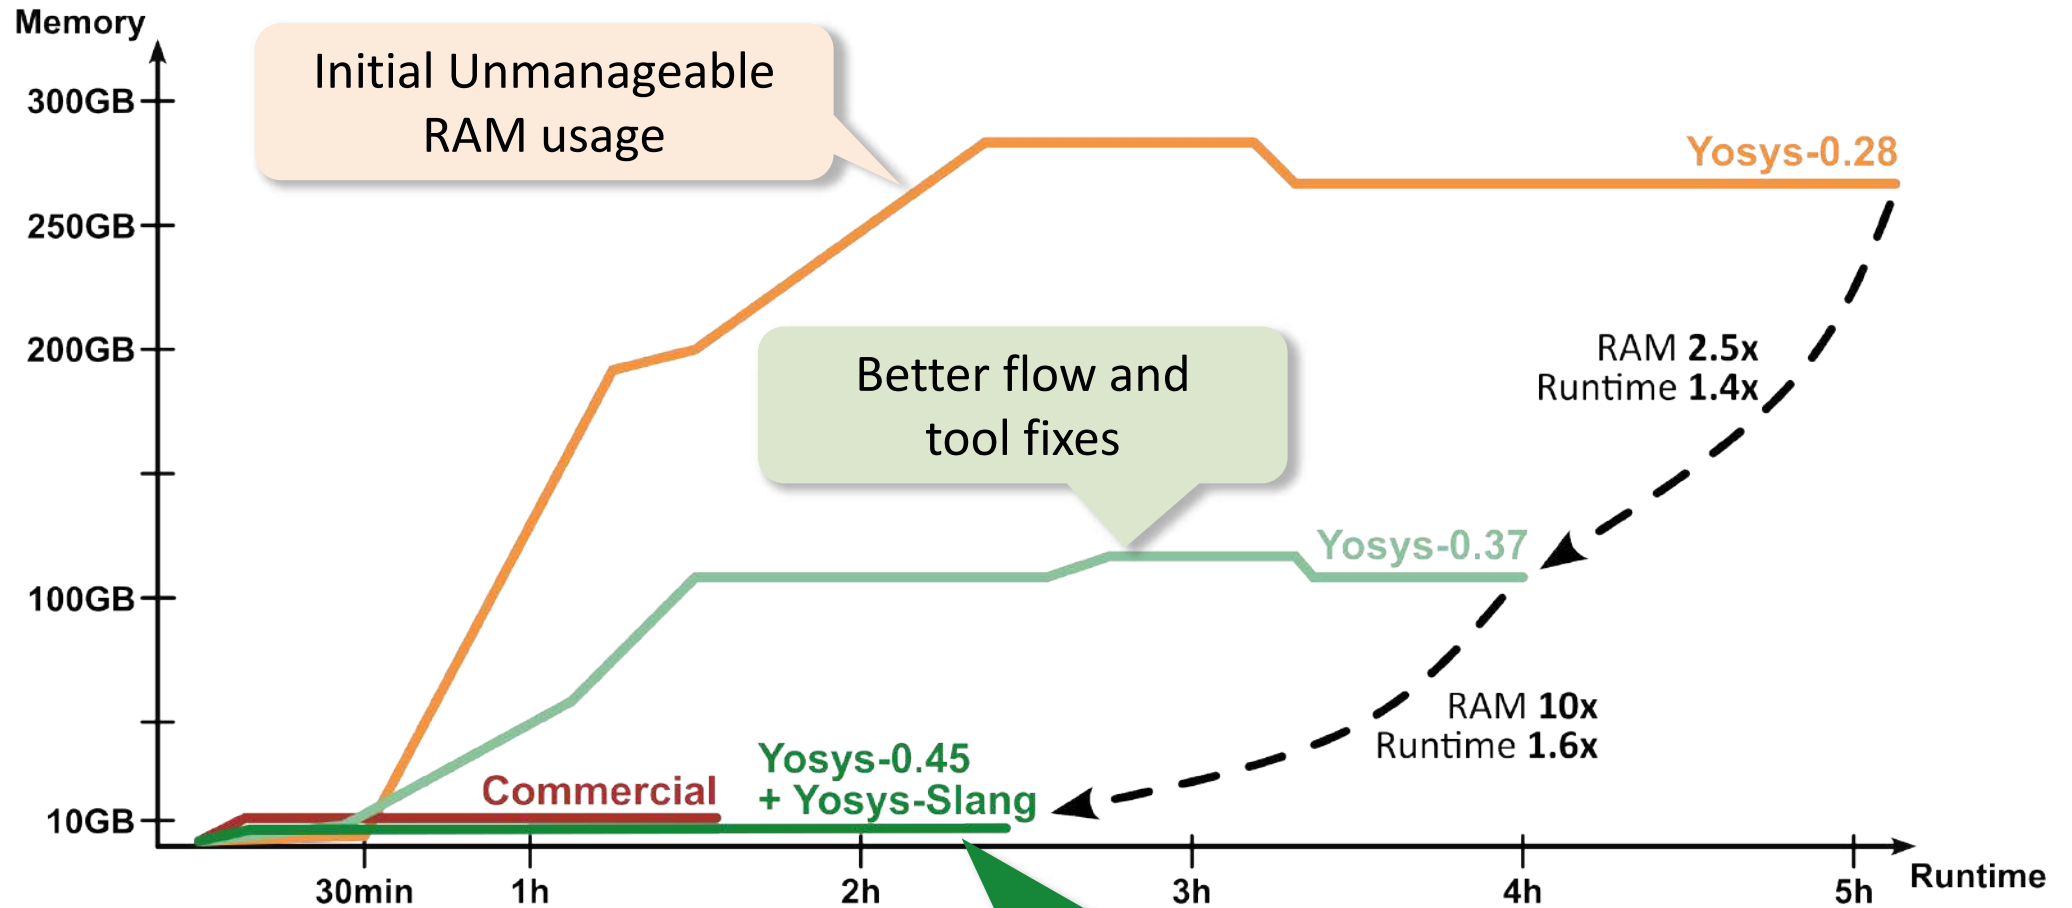 Memory
Initial Unmanageable
RAM usage
300GB
Yosys-0.28
250GB
200GB
RAM 2.5x
Runtime 1.4x
Better flow and
tool fixes
Yosys-0.37
100GB
RAM 10x
Runtime 1.6x
Yosys-0.45
+ Yosys-Slang
Commercial
10GB
30min
1h
2h
3h
4h
5h
Runtime